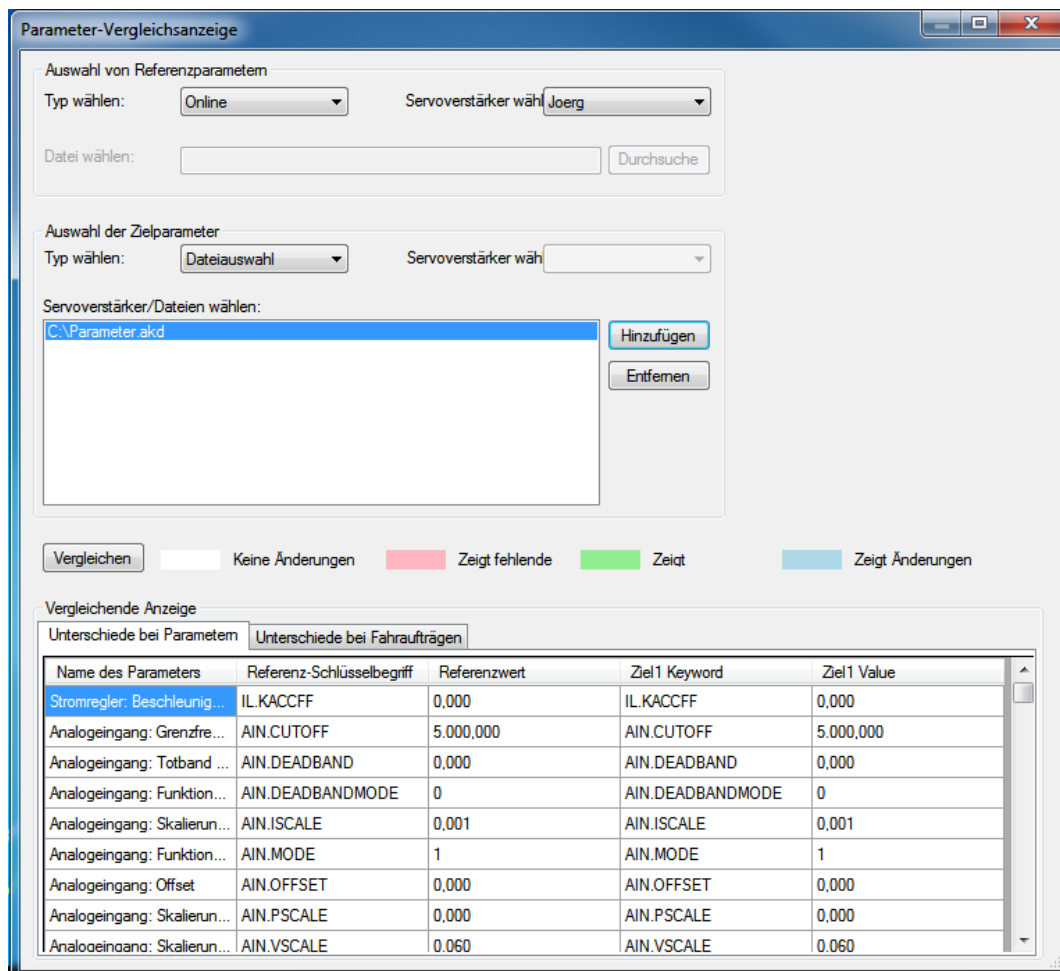 Parameter-Vergleichsanzeige
Auswahl von Referenzparametern
Typ wählen: Online Servoverstärker wähl Joerg
Datei wählen: Durchsuche
Auswahl der Zielparameter
Typ wählen: Dateiauswahl Servoverstärker wähl
Servoverstärker/Dateien wählen:
C:\Parameter.akd
Hinzufügen
Entfernen
Vergleichen Keine Änderungen Zeigt fehlende Zeigt Zeigt Änderungen
Vergleichende Anzeige
Unterschiede bei Parametern Unterschiede bei Fahraufträgen
Name des Parameters Referenz-Schlüsselbegriff Referenzwert Ziel1 Keyword Ziel1 Value
Stromregler: Beschleunig... IL.KACCFF 0,000 IL.KACCFF 0,000
Analogeingang: Grenzfre... AIN.CUTOFF 5.000,000 AIN.CUTOFF 5.000,000
Analogeingang: Totband ... AIN.DEADBAND 0,000 AIN.DEADBAND 0,000
Analogeingang: Funktion... AIN.DEADBANDMODE 0 AIN.DEADBANDMODE 0
Analogeingang: Skalierun... AIN.ISCALE 0,001 AIN.ISCALE 0,001
Analogeingang: Funktion... AIN.MODE 1 AIN.MODE 1
Analogeingang: Offset AIN.OFFSET 0,000 AIN.OFFSET 0,000
Analogeingang: Skalierun... AIN.PSCALE 0,000 AIN.PSCALE 0,000
Analogeingang: Skalierun... AIN.VSCALE 0.060 AIN.VSCALE 0.060